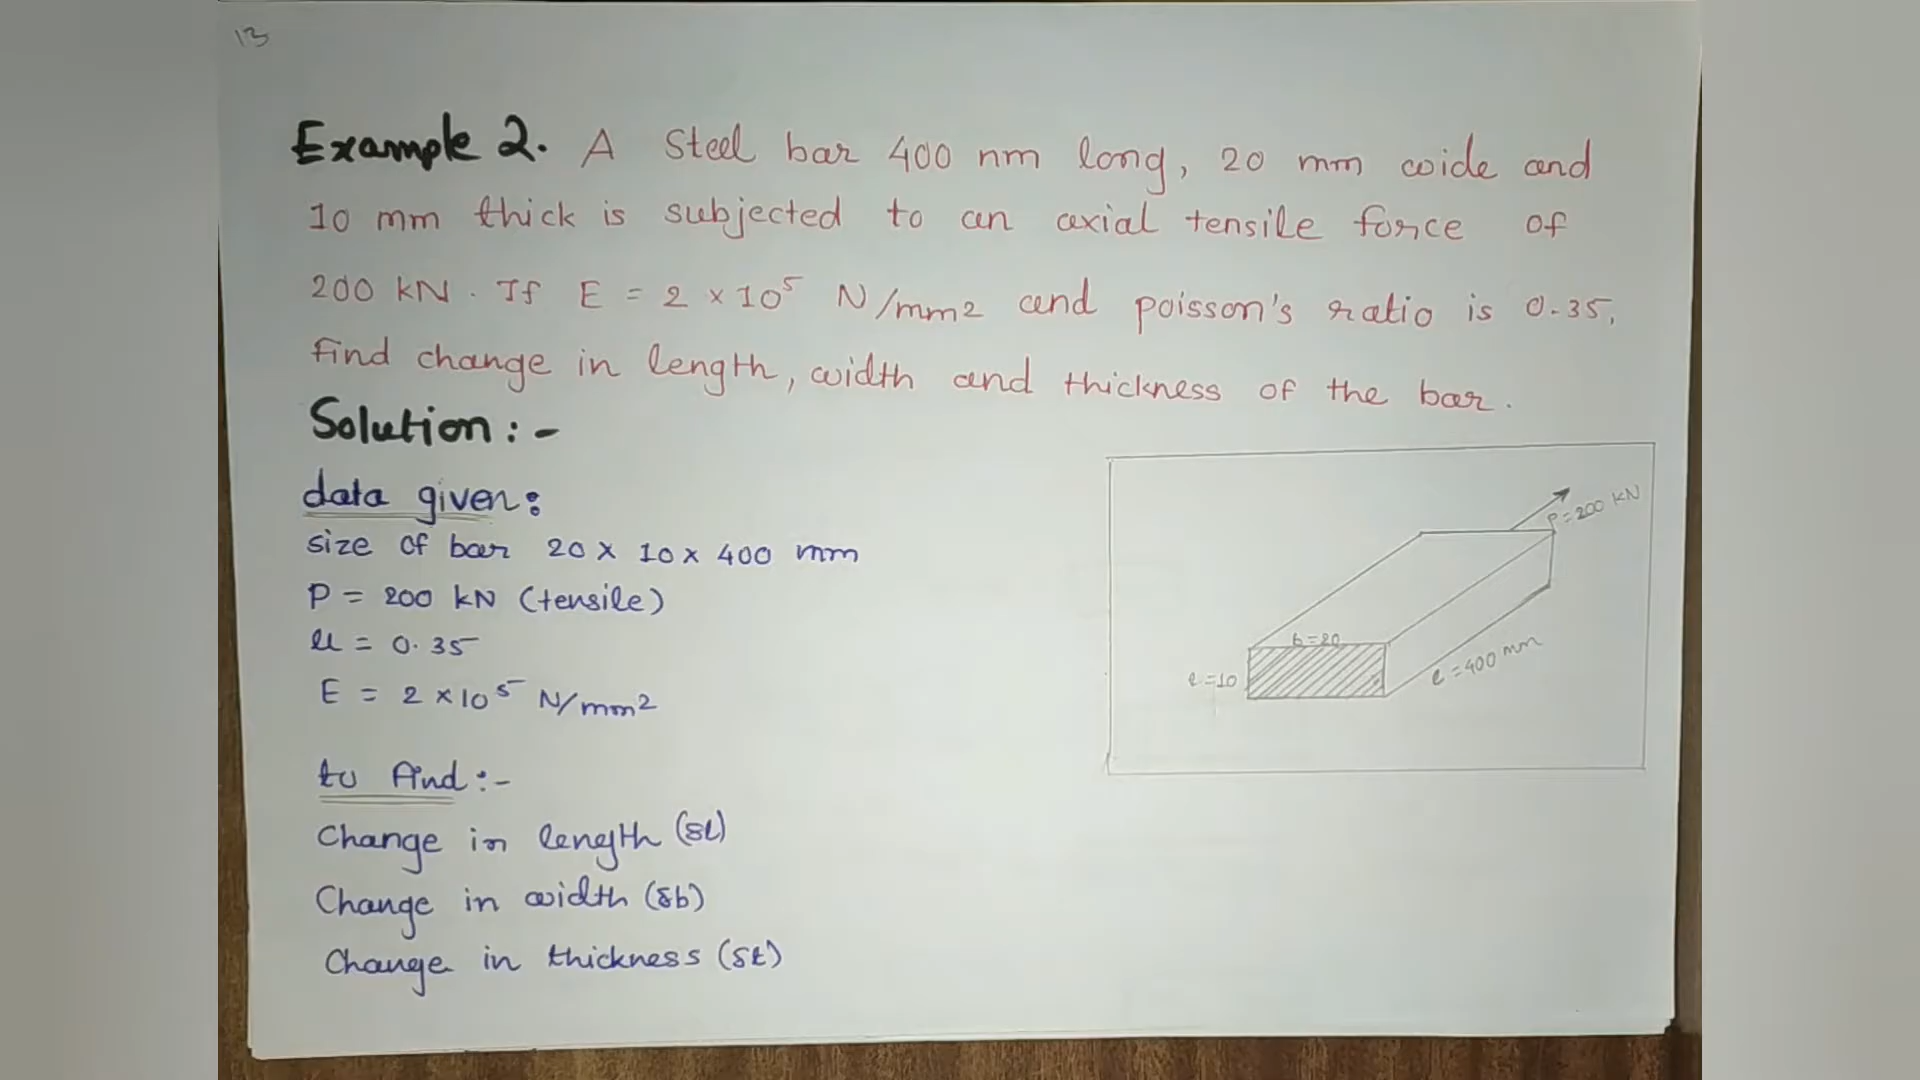 13
Example 2. A Steel bar 400 mm long, 20 mm wide and
10 mm thick is subjected to an axial tensile force of
200 kN. If E = 2 × 10⁵ N/mm2 and poisson's ratio is 0.35,
find change in length, width and thickness of the bar.
Solution :-
data given:
size of bar 20 × 10 × 400 mm
P = 200 kN (tensile)
μ = 0.35
E = 2 × 10⁵ N/mm2
to find :-
Change in length (δl)
Change in width (δb)
Change in thickness (δt)
P = 200 kN
b = 20
t = 10
l = 400 mm